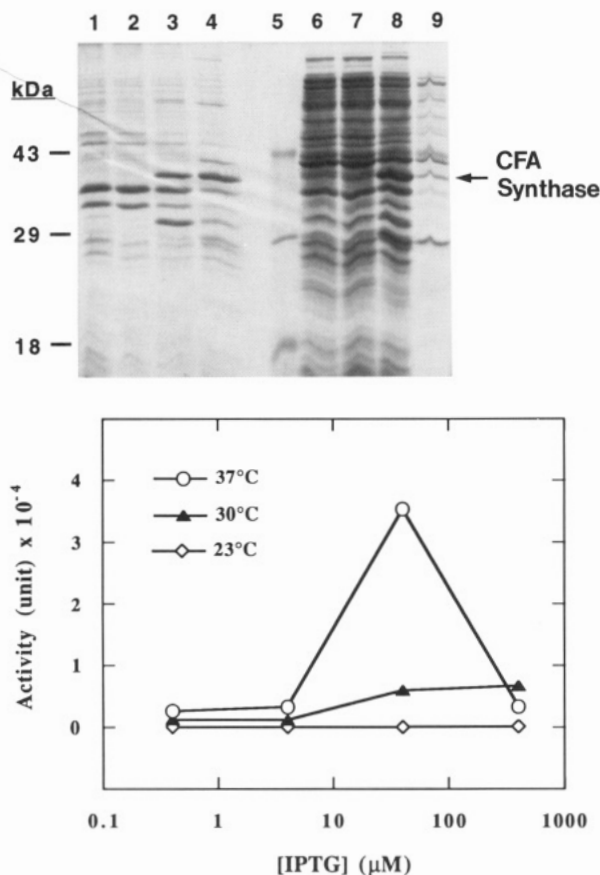 1 2 3 4 5 6 7 8 9
kDa
43
29
18
CFA
Synthase
37°C
30°C
23°C
Activity (unit) x 10⁻⁴
4
3
2
1
0
0.1 1 10 100 1000
[IPTG] (μM)